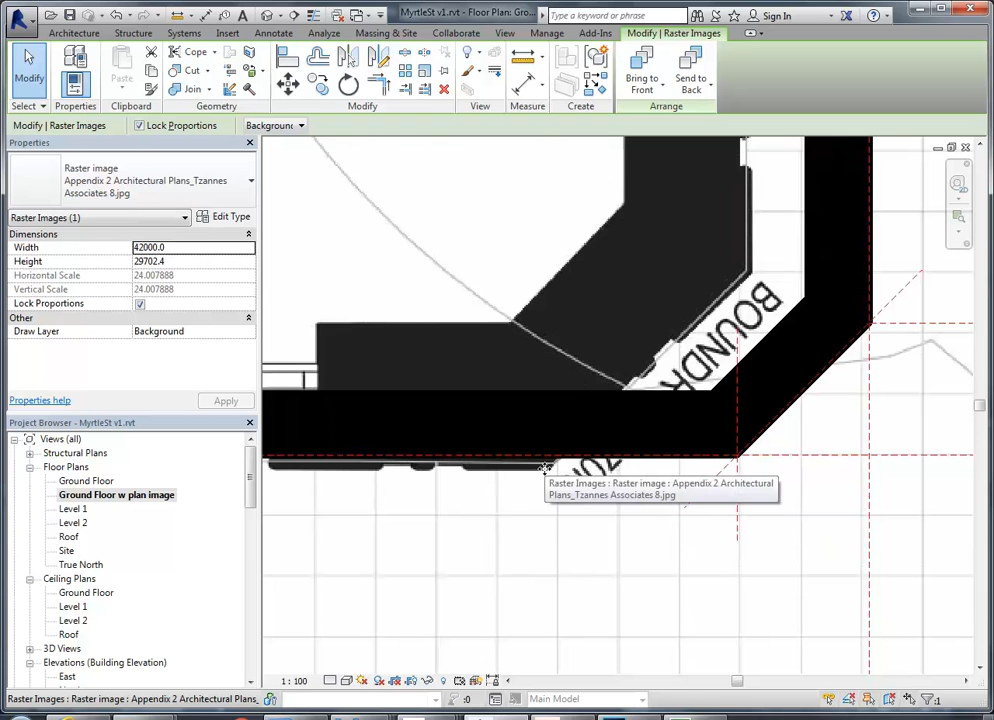 MyrtleSt v1.rvt - Floor Plan: Gro...
Type a keyword or phrase
Sign In
Architecture Structure Systems Insert Annotate Analyze Massing & Site Collaborate View Manage Add-Ins Modify | Raster Images
Modify
Paste
Cope
Cut
Join
Bring to
Front
Send to
Back
Select Properties Clipboard Geometry Modify View Measure Create Arrange
Modify | Raster Images Lock Proportions Background
Properties
Raster image
Appendix 2 Architectural Plans_Tzannes
Associates 8.jpg
Raster Images (1) Edit Type
Dimensions
Width 42000.0
Height 29702.4
Horizontal Scale 24.007888
Vertical Scale 24.007888
Lock Proportions
Other
Draw Layer Background
Properties help Apply
Project Browser - MyrtleSt v1.rvt
Views (all)
Structural Plans
Floor Plans
Ground Floor
Ground Floor w plan image
Level 1
Level 2
Roof
Site
True North
Ceiling Plans
Ground Floor
Level 1
Level 2
Roof
3D Views
Elevations (Building Elevation)
East
BOUNDR
Raster Images : Raster image : Appendix 2 Architectural
Plans_Tzannes Associates 8.jpg
1 : 100
Raster Images : Raster image : Appendix 2 Architectural Plans_
:0
Main Model
:1